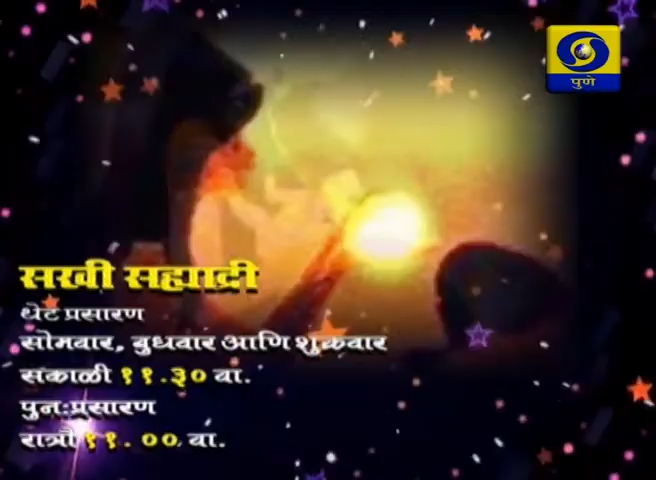 पुणे
सखी सह्याद्री
थेट प्रसारण
सोमवार, बुधवार आणि शुक्रवार
सकाळी ११.३० वा.
पुनःप्रसारण
रात्रौ ११.०० वा.